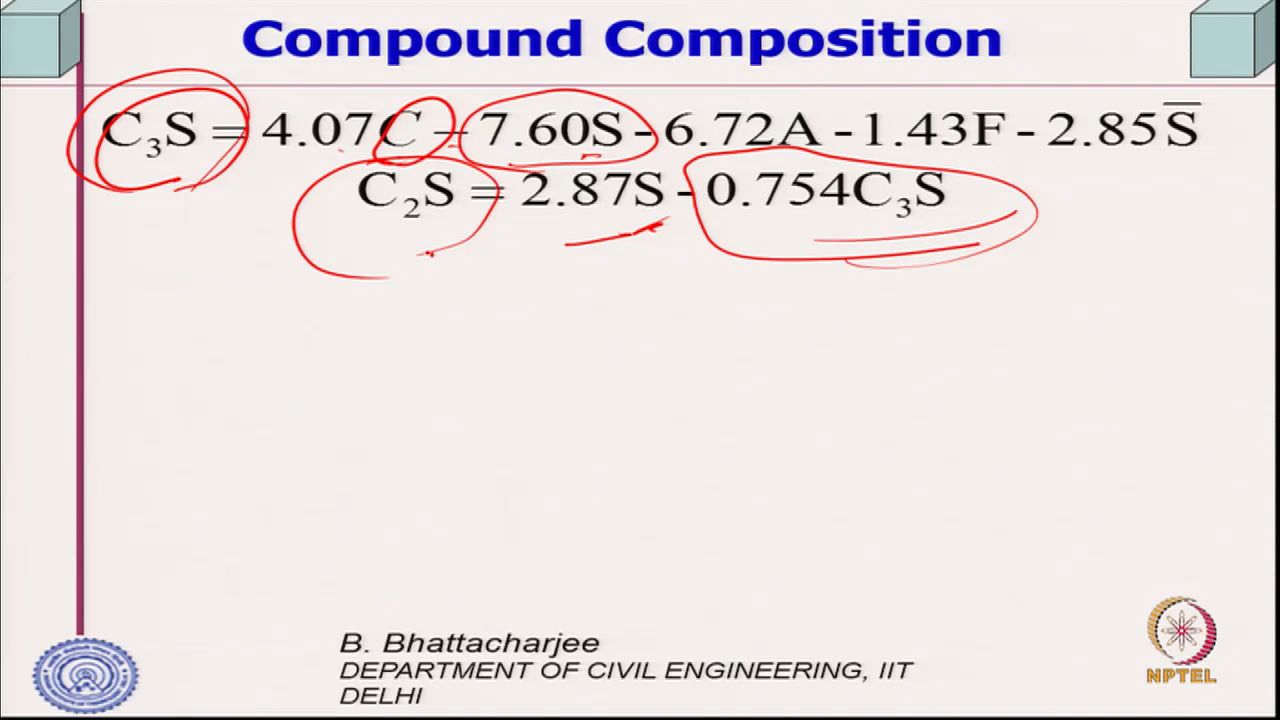 Compound Composition
C₃S = 4.07C – 7.60S - 6.72A - 1.43F - 2.85S̅
C₂S = 2.87S - 0.754C₃S
B. Bhattacharjee
DEPARTMENT OF CIVIL ENGINEERING, IIT
DELHI
NPTEL